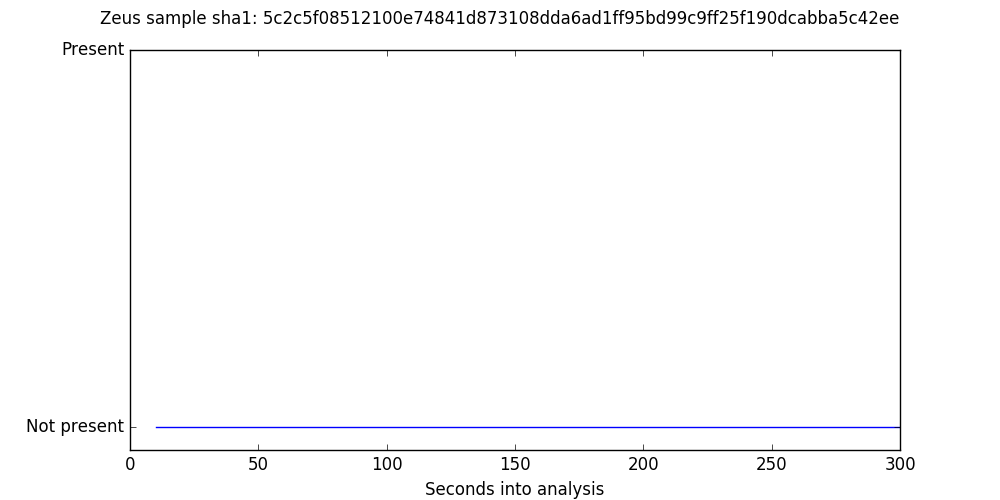 Zeus sample sha1: 5c2c5f08512100e74841d873108dda6ad1ff95bd99c9ff25f190dcabba5c42ee
Present
Not present
0 50 100 150 200 250 300
Seconds into analysis